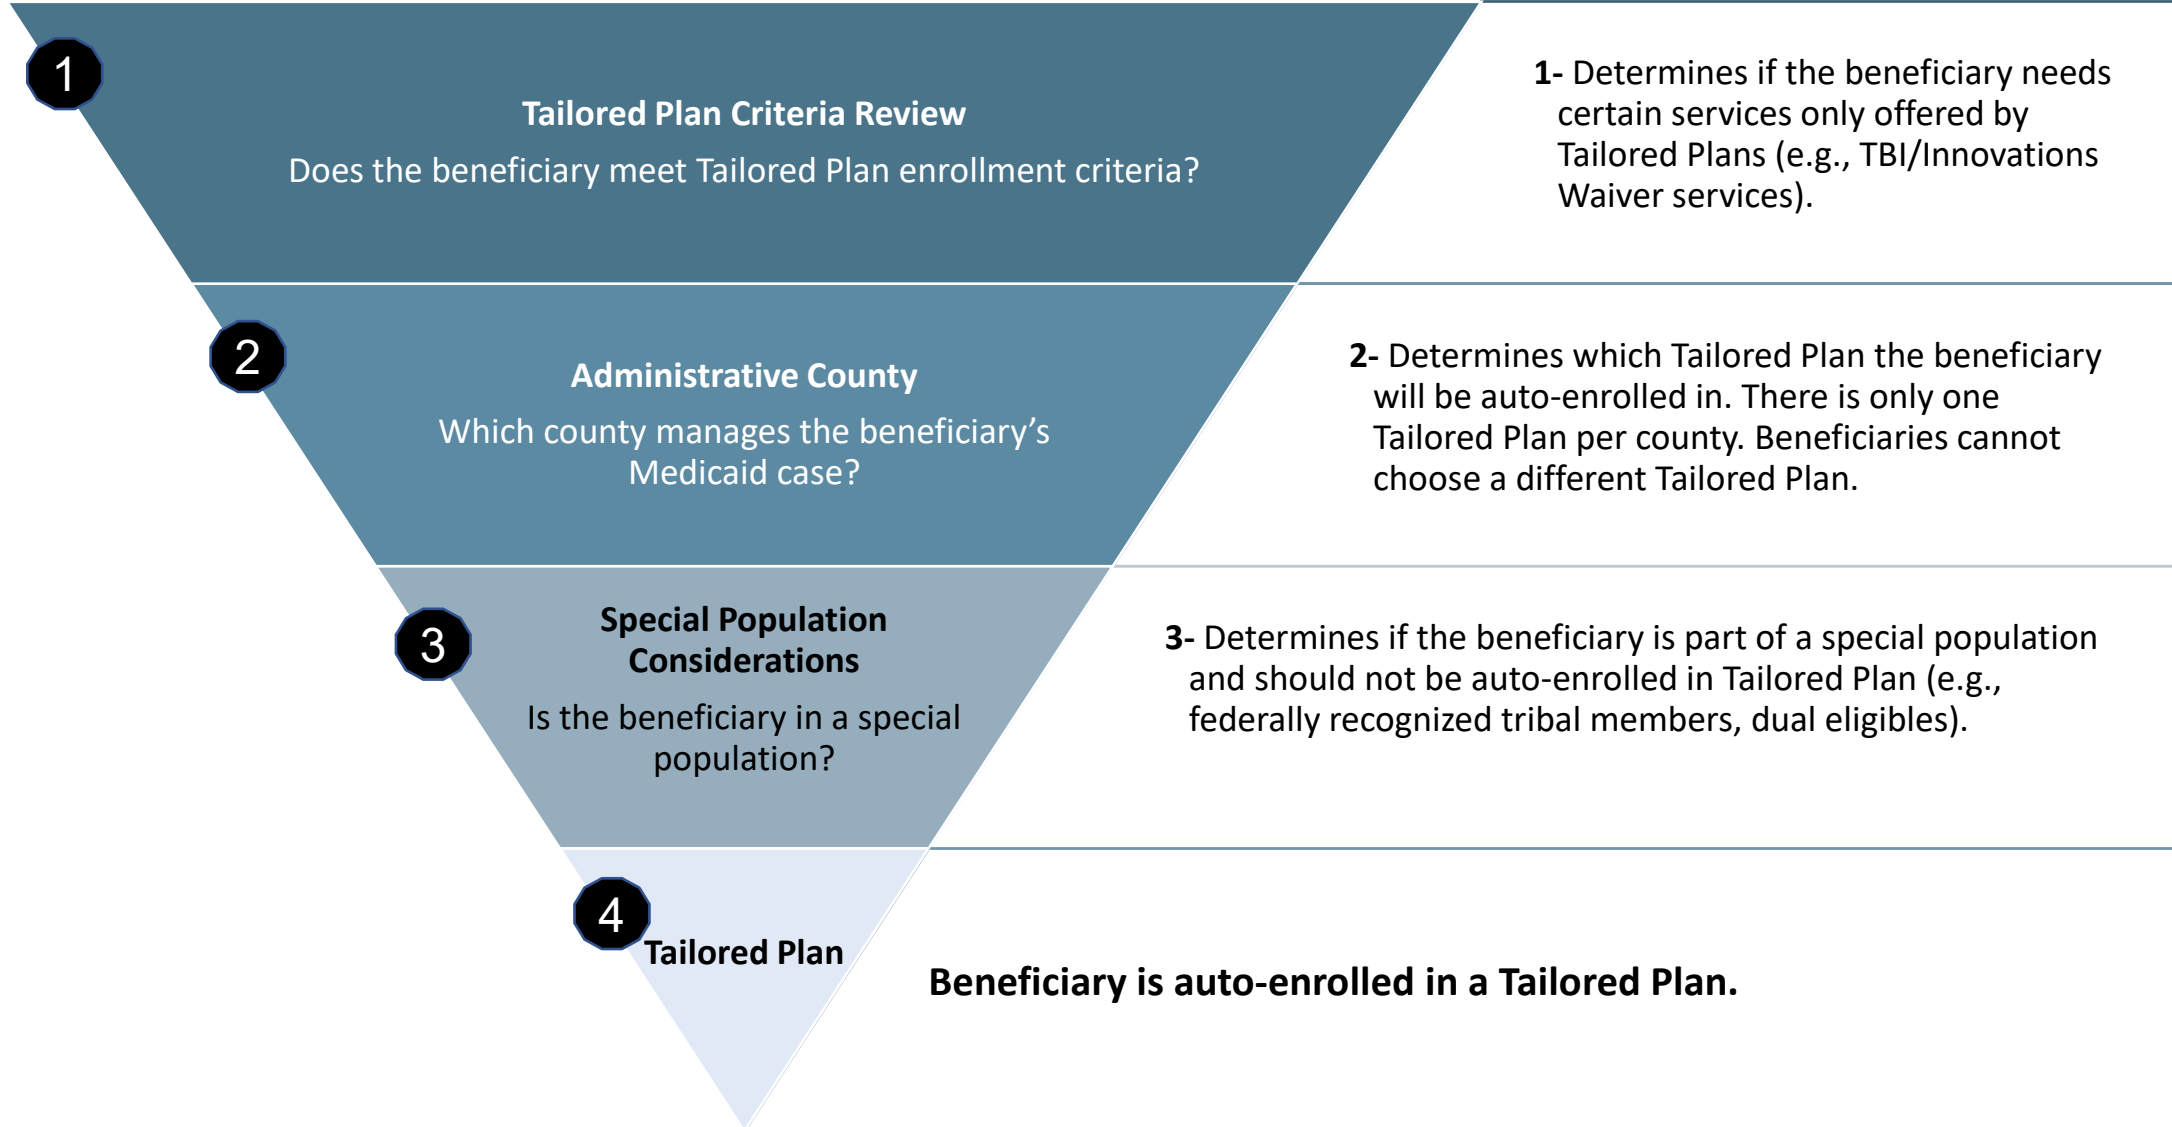 1
Tailored Plan Criteria Review
Does the beneficiary meet Tailored Plan enrollment criteria?
1- Determines if the beneficiary needs
certain services only offered by
Tailored Plans (e.g., TBI/Innovations
Waiver services).
2
Administrative County
Which county manages the beneficiary’s
Medicaid case?
2- Determines which Tailored Plan the beneficiary
will be auto-enrolled in. There is only one
Tailored Plan per county. Beneficiaries cannot
choose a different Tailored Plan.
3
Special Population
Considerations
Is the beneficiary in a special
population?
3- Determines if the beneficiary is part of a special population
and should not be auto-enrolled in Tailored Plan (e.g.,
federally recognized tribal members, dual eligibles).
4
Tailored Plan
Beneficiary is auto-enrolled in a Tailored Plan.